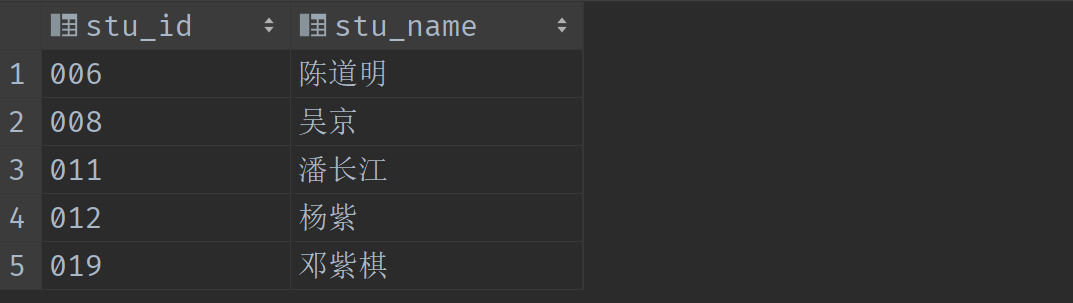 stu_id stu_name
1 006 陈道明
2 008 吴京
3 011 潘长江
4 012 杨紫
5 019 邓紫棋